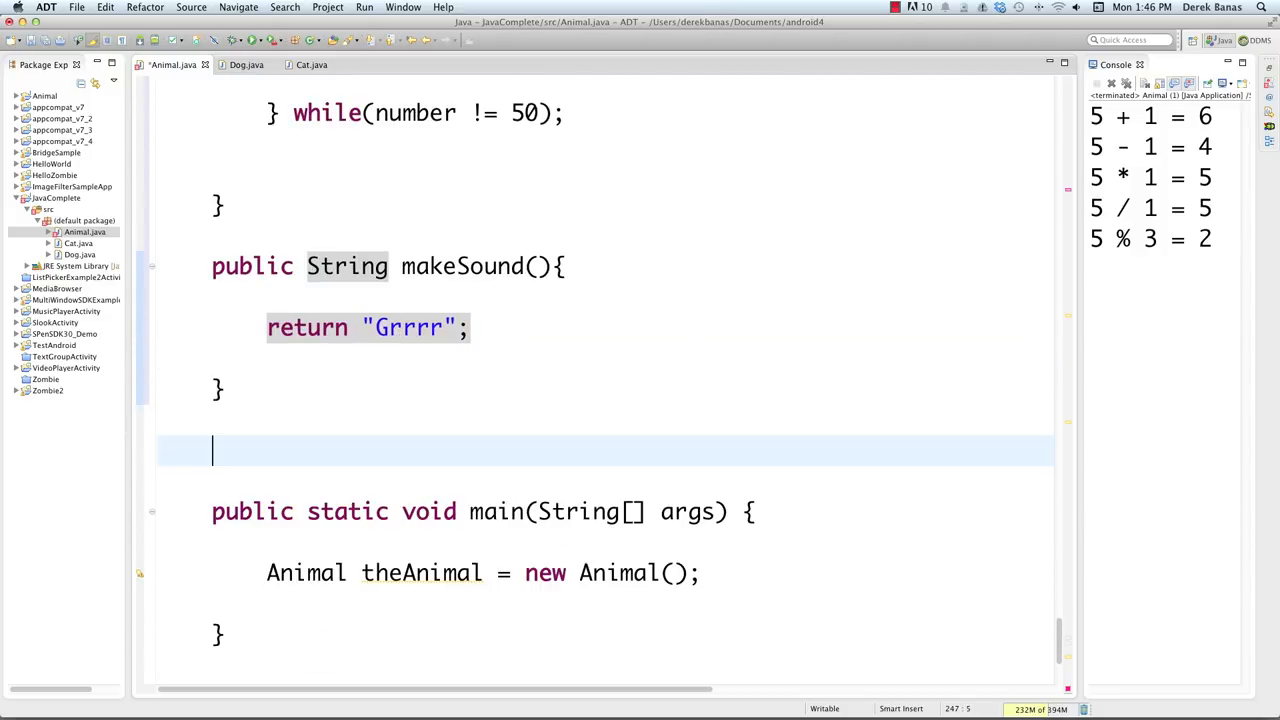 ADT File Edit Refactor Source Navigate Search Project Run Window Help
10 Mon 1:46 PM Derek Banas
Java – JavaComplete/src/Animal.java – ADT – /Users/derekbanas/Documents/android4
Quick Access
Java
DDMS
Package Exp
Animal
appcompat_v7
appcompat_v7_2
appcompat_v7_3
appcompat_v7_4
BridgeSample
HelloWorld
HelloZombie
ImageFilterSampleApp
JavaComplete
src
(default package)
Animal.java
Cat.java
Dog.java
JRE System Library [Ja
ListPickerExample2Activi
MediaBrowser
MultiWindowSDKExample
MusicPlayerActivity
SlookActivity
SPenSDK30_Demo
TestAndroid
TextGroupActivity
VideoPlayerActivity
Zombie
Zombie2
*Animal.java Dog.java Cat.java
} while(number != 50);
}
public String makeSound(){
return "Grrrr";
}
public static void main(String[] args) {
Animal theAnimal = new Animal();
}
Console
<terminated> Animal (1) [Java Application] /S
5 + 1 = 6
5 - 1 = 4
5 * 1 = 5
5 / 1 = 5
5 % 3 = 2
Writable Smart Insert 247 : 5 232M of 394M